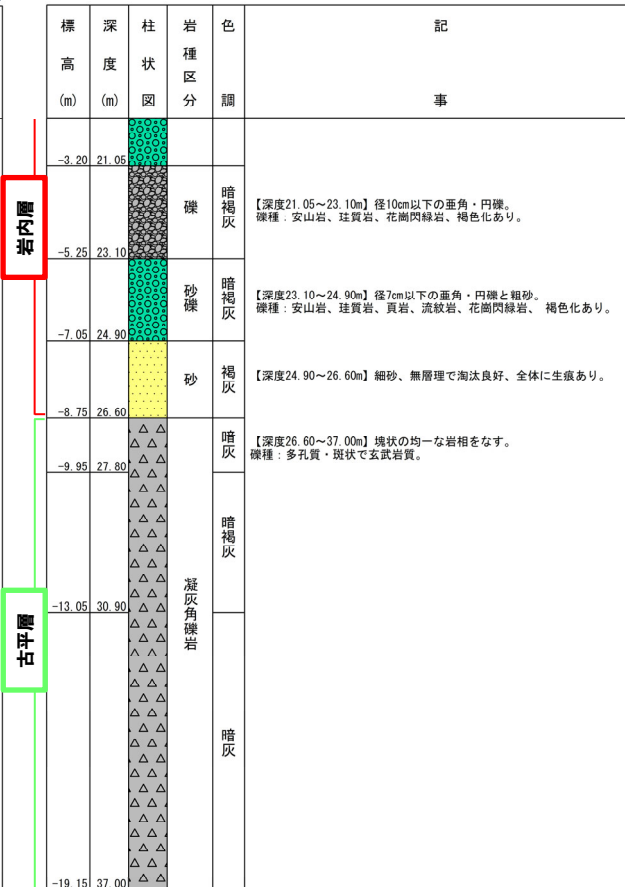 標高(m)
深度(m)
柱状図
岩種区分
色調
記事
岩内層
-3.20 21.05
礫
暗褐灰
【深度21.05～23.10m】径10cm以下の亜角・円礫。
礫種：安山岩、珪質岩、花崗閃緑岩、褐色化あり。
-5.25 23.10
砂礫
暗褐灰
【深度23.10～24.90m】径7cm以下の亜角・円礫と粗砂。
礫種：安山岩、珪質岩、頁岩、流紋岩、花崗閃緑岩、 褐色化あり。
-7.05 24.90
砂
褐灰
【深度24.90～26.60m】細砂、無層理で淘汰良好、全体に生痕あり。
-8.75 26.60
暗灰
【深度26.60～37.00m】塊状の均一な岩相をなす。
礫種：多孔質・斑状で玄武岩質。
-9.95 27.80
暗褐灰
凝灰角礫岩
-13.05 30.90
古平層
暗灰
-19.15 37.00